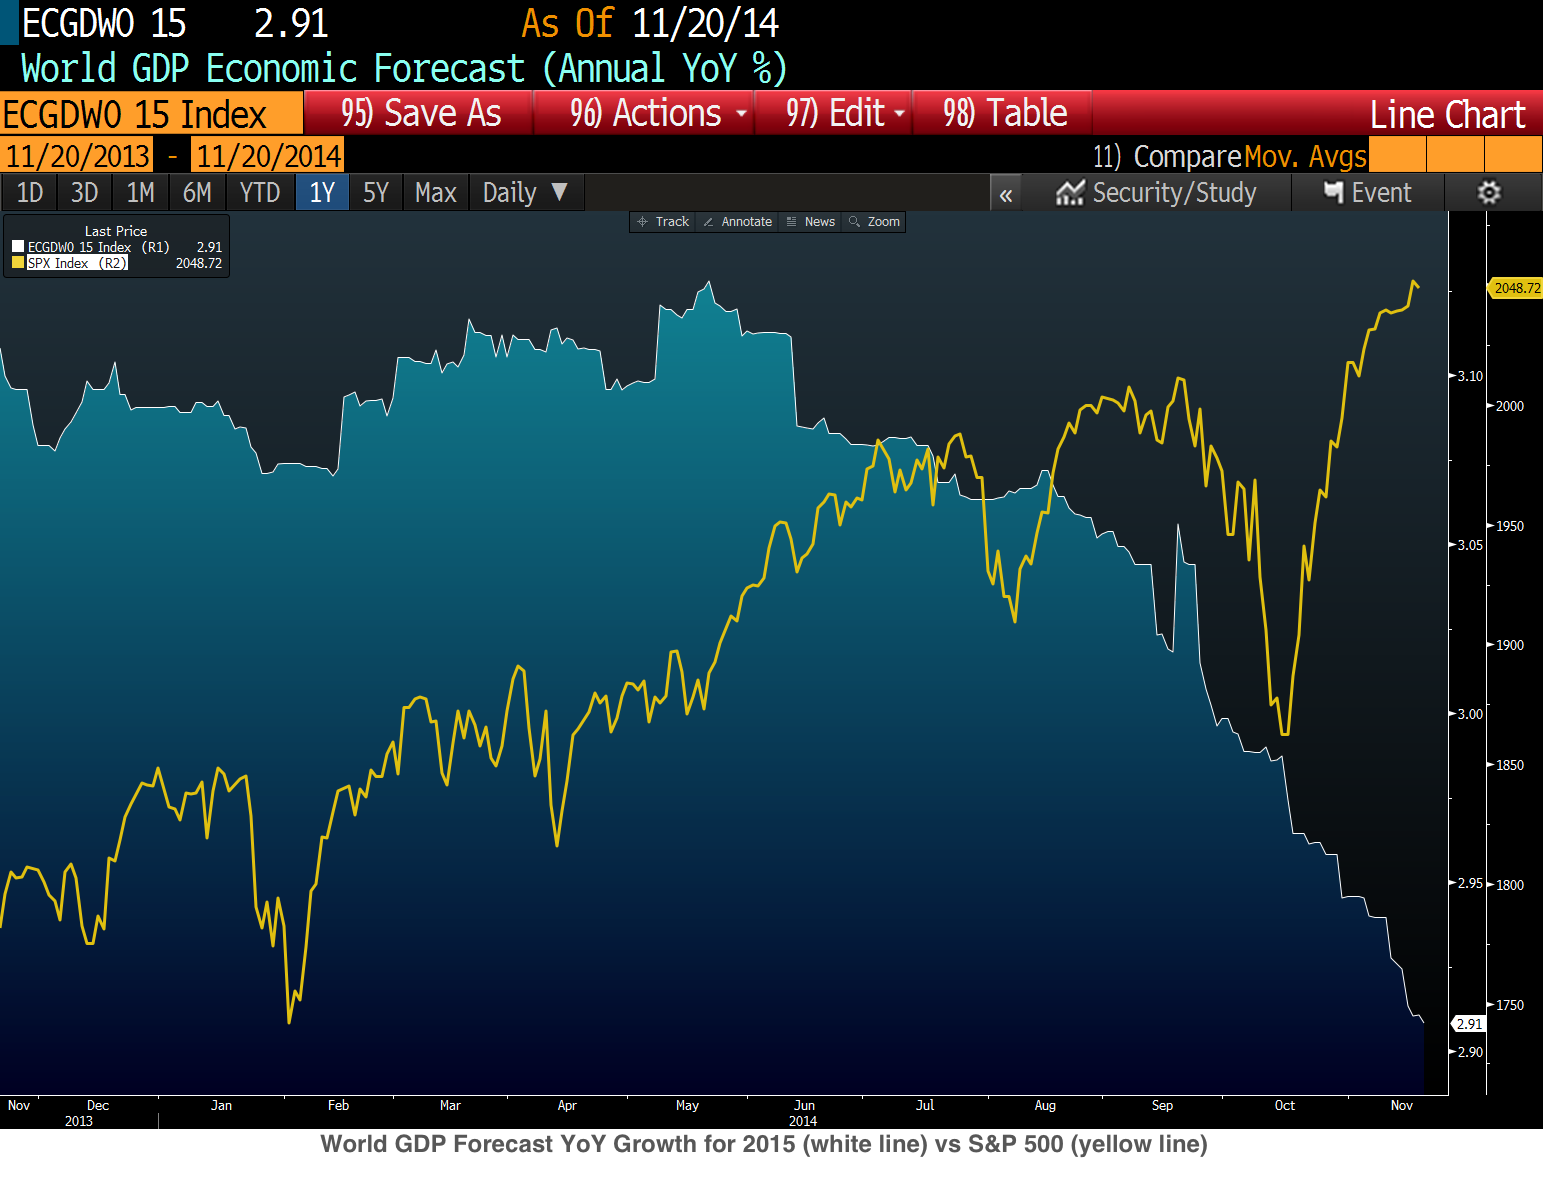 ECGDWO 15 2.91 As Of 11/20/14
World GDP Economic Forecast (Annual YoY %)
ECGDWO 15 Index 95) Save As 96) Actions 97) Edit 98) Table Line Chart
11/20/2013 - 11/20/2014 11) Compare Mov. Avgs
1D 3D 1M 6M YTD 1Y 5Y Max Daily ▼ « Security/Study Event
Track Annotate News Zoom
Last Price
ECGDWO 15 Index (R1) 2.91
SPX Index (R2) 2048.72
2048.72
3.10
2000
1950
3.05
1900
3.00
1850
2.95
1800
1750
2.91
2.90
Nov Dec Jan Feb Mar Apr May Jun Jul Aug Sep Oct Nov
2013 2014
World GDP Forecast YoY Growth for 2015 (white line) vs S&P 500 (yellow line)